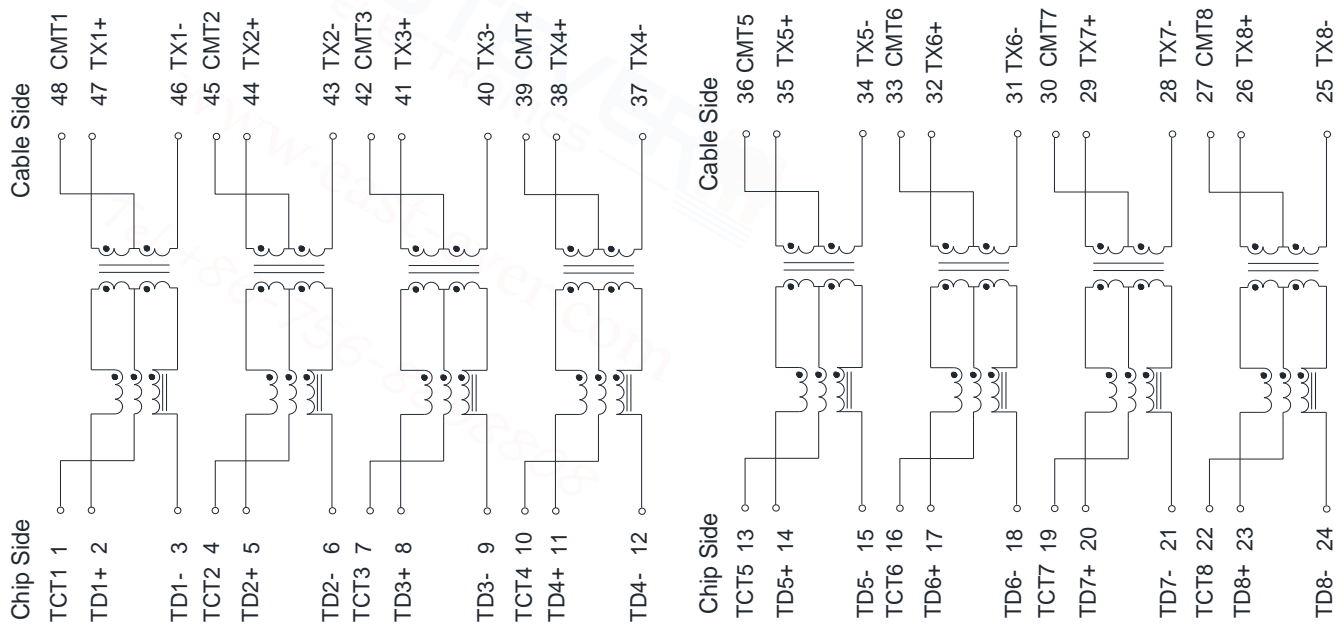 Cable Side
48 CMT1
47 TX1+
46 TX1-
45 CMT2
44 TX2+
43 TX2-
42 CMT3
41 TX3+
40 TX3-
39 CMT4
38 TX4+
37 TX4-
Chip Side
TCT1 1
TD1+ 2
TD1- 3
TCT2 4
TD2+ 5
TD2- 6
TCT3 7
TD3+ 8
TD3- 9
TCT4 10
TD4+ 11
TD4- 12
Cable Side
36 CMT5
35 TX5+
34 TX5-
33 CMT6
32 TX6+
31 TX6-
30 CMT7
29 TX7+
28 TX7-
27 CMT8
26 TX8+
25 TX8-
Chip Side
TCT5 13
TD5+ 14
TD5- 15
TCT6 16
TD6+ 17
TD6- 18
TCT7 19
TD7+ 20
TD7- 21
TCT8 22
TD8+ 23
TD8- 24
ELECTRONICS
www.east-ever.com